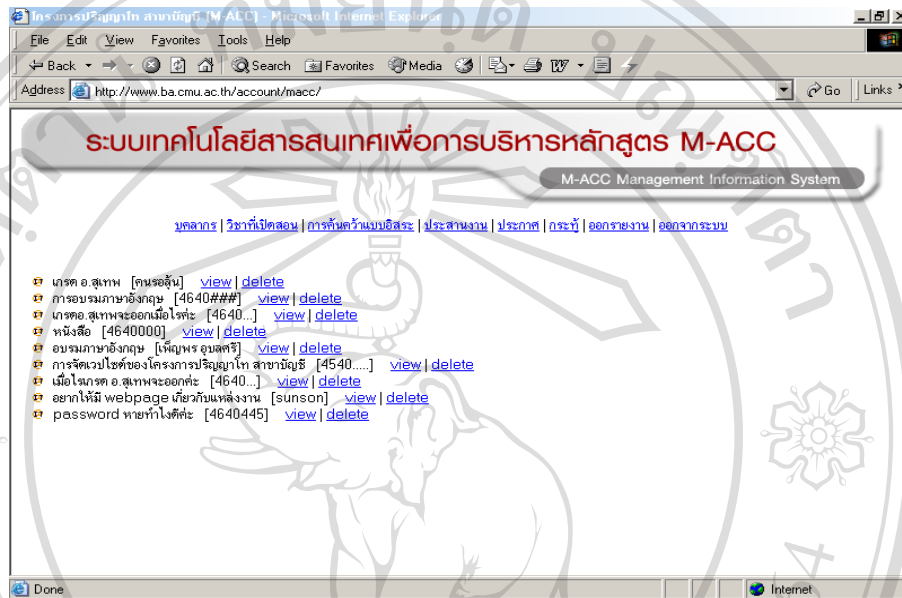 โครงการปริญญาโท สาขาบัญชี (M-ACC) - Microsoft Internet Explorer
File Edit View Favorites Tools Help
Back Search Favorites Media
Address http://www.ba.cmu.ac.th/account/macc/ Go Links
ระบบเทคโนโลยีสารสนเทศเพื่อการบริหารหลักสูตร M-ACC
M-ACC Management Information System
บุคลากร | วิชาที่เปิดสอน | การค้นคว้าแบบอิสระ | ประสานงาน | ประกาศ | กระทู้ | ออกรายงาน | ออกจากระบบ
เกรด อ.สุเทพ [คนรอลุ้น] view | delete
การอบรมภาษาอังกฤษ [4640###] view | delete
เกรดอ.สุเทพจะออกเมื่อไรค่ะ [4640...] view | delete
หนังสือ [4640000] view | delete
อบรมภาษาอังกฤษ [เพ็ญพร อุบลศรี] view | delete
การจัดเวปไซต์ของโครงการปริญญาโท สาขาบัญชี [4540.....] view | delete
เมื่อไรเกรด อ.สุเทพจะออกค่ะ [4640...] view | delete
อยากให้มี webpage เกี่ยวกับแหล่งงาน [sunson] view | delete
password หายทำไงดีค่ะ [4640445] view | delete
Done Internet